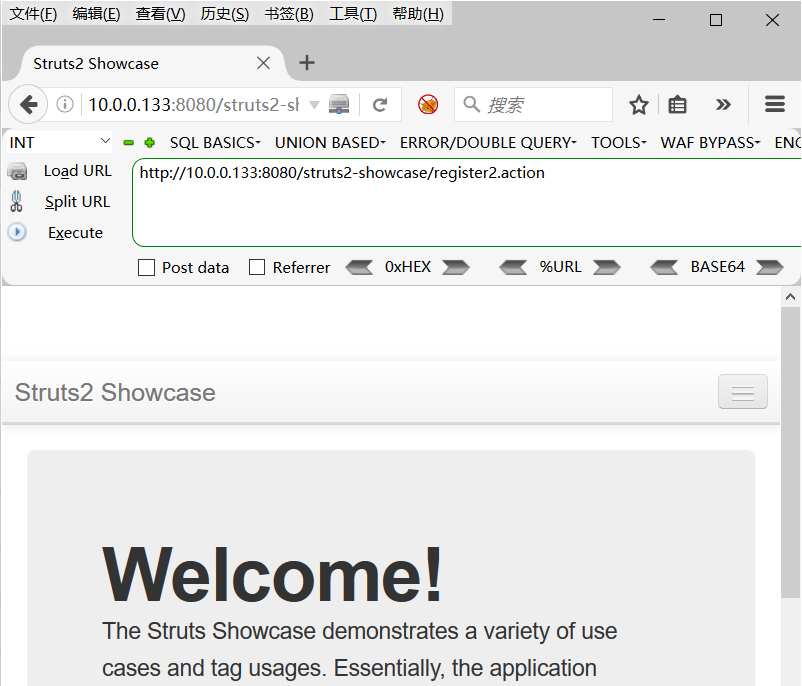 文件(F) 编辑(E) 查看(V) 历史(S) 书签(B) 工具(T) 帮助(H)
Struts2 Showcase
10.0.0.133:8080/struts2-sh
搜索
INT SQL BASICS UNION BASED ERROR/DOUBLE QUERY TOOLS WAF BYPASS ENC
Load URL http://10.0.0.133:8080/struts2-showcase/register2.action
Split URL
Execute
Post data Referrer 0xHEX %URL BASE64
Struts2 Showcase
Welcome!
The Struts Showcase demonstrates a variety of use
cases and tag usages. Essentially, the application